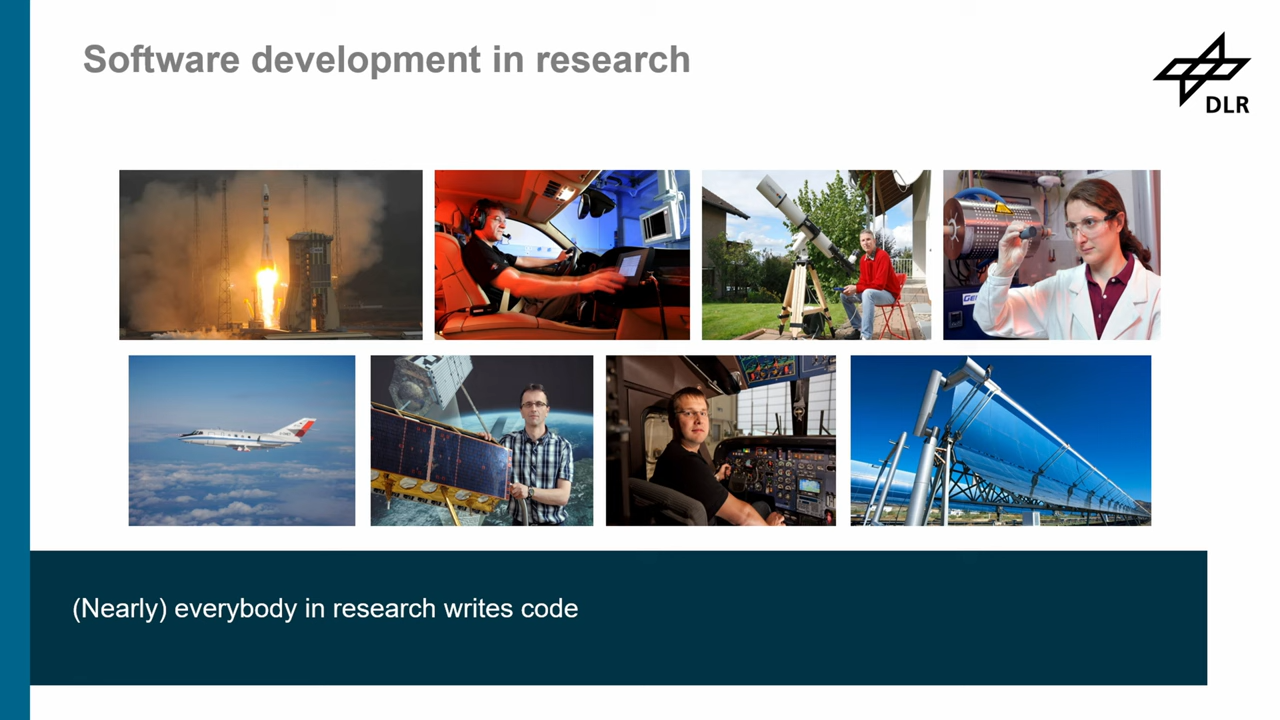 Software development in research
DLR
(Nearly) everybody in research writes code